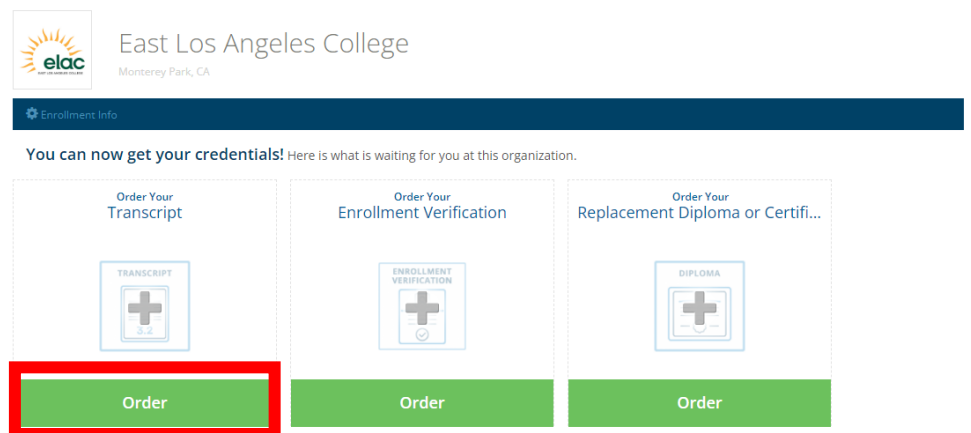 elac
EAST LOS ANGELES COLLEGE
East Los Angeles College
Monterey Park, CA
Enrollment Info
You can now get your credentials! Here is what is waiting for you at this organization.
Order Your
Transcript
TRANSCRIPT
3.2
Order
Order Your
Enrollment Verification
ENROLLMENT
VERIFICATION
Order
Order Your
Replacement Diploma or Certifi...
DIPLOMA
Order